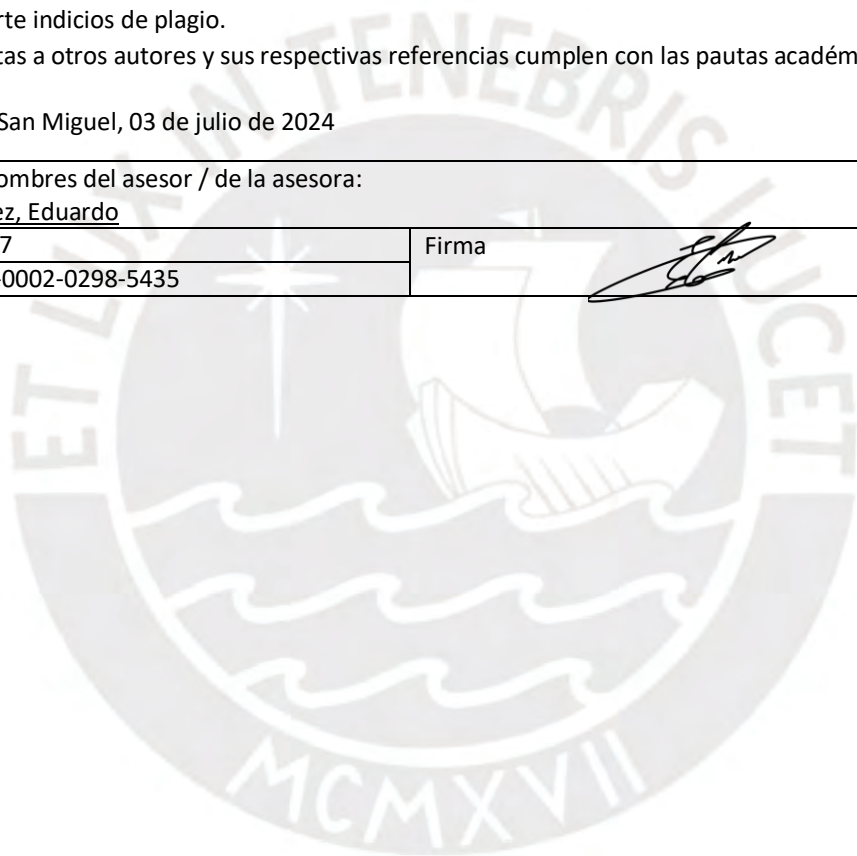 rte indicios de plagio.
tas a otros autores y sus respectivas referencias cumplen con las pautas académ
San Miguel, 03 de julio de 2024
ombres del asesor / de la asesora:
ez, Eduardo
7
Firma
-0002-0298-5435
ET LUX IN TENEBRIS LUCET
MCMXVII